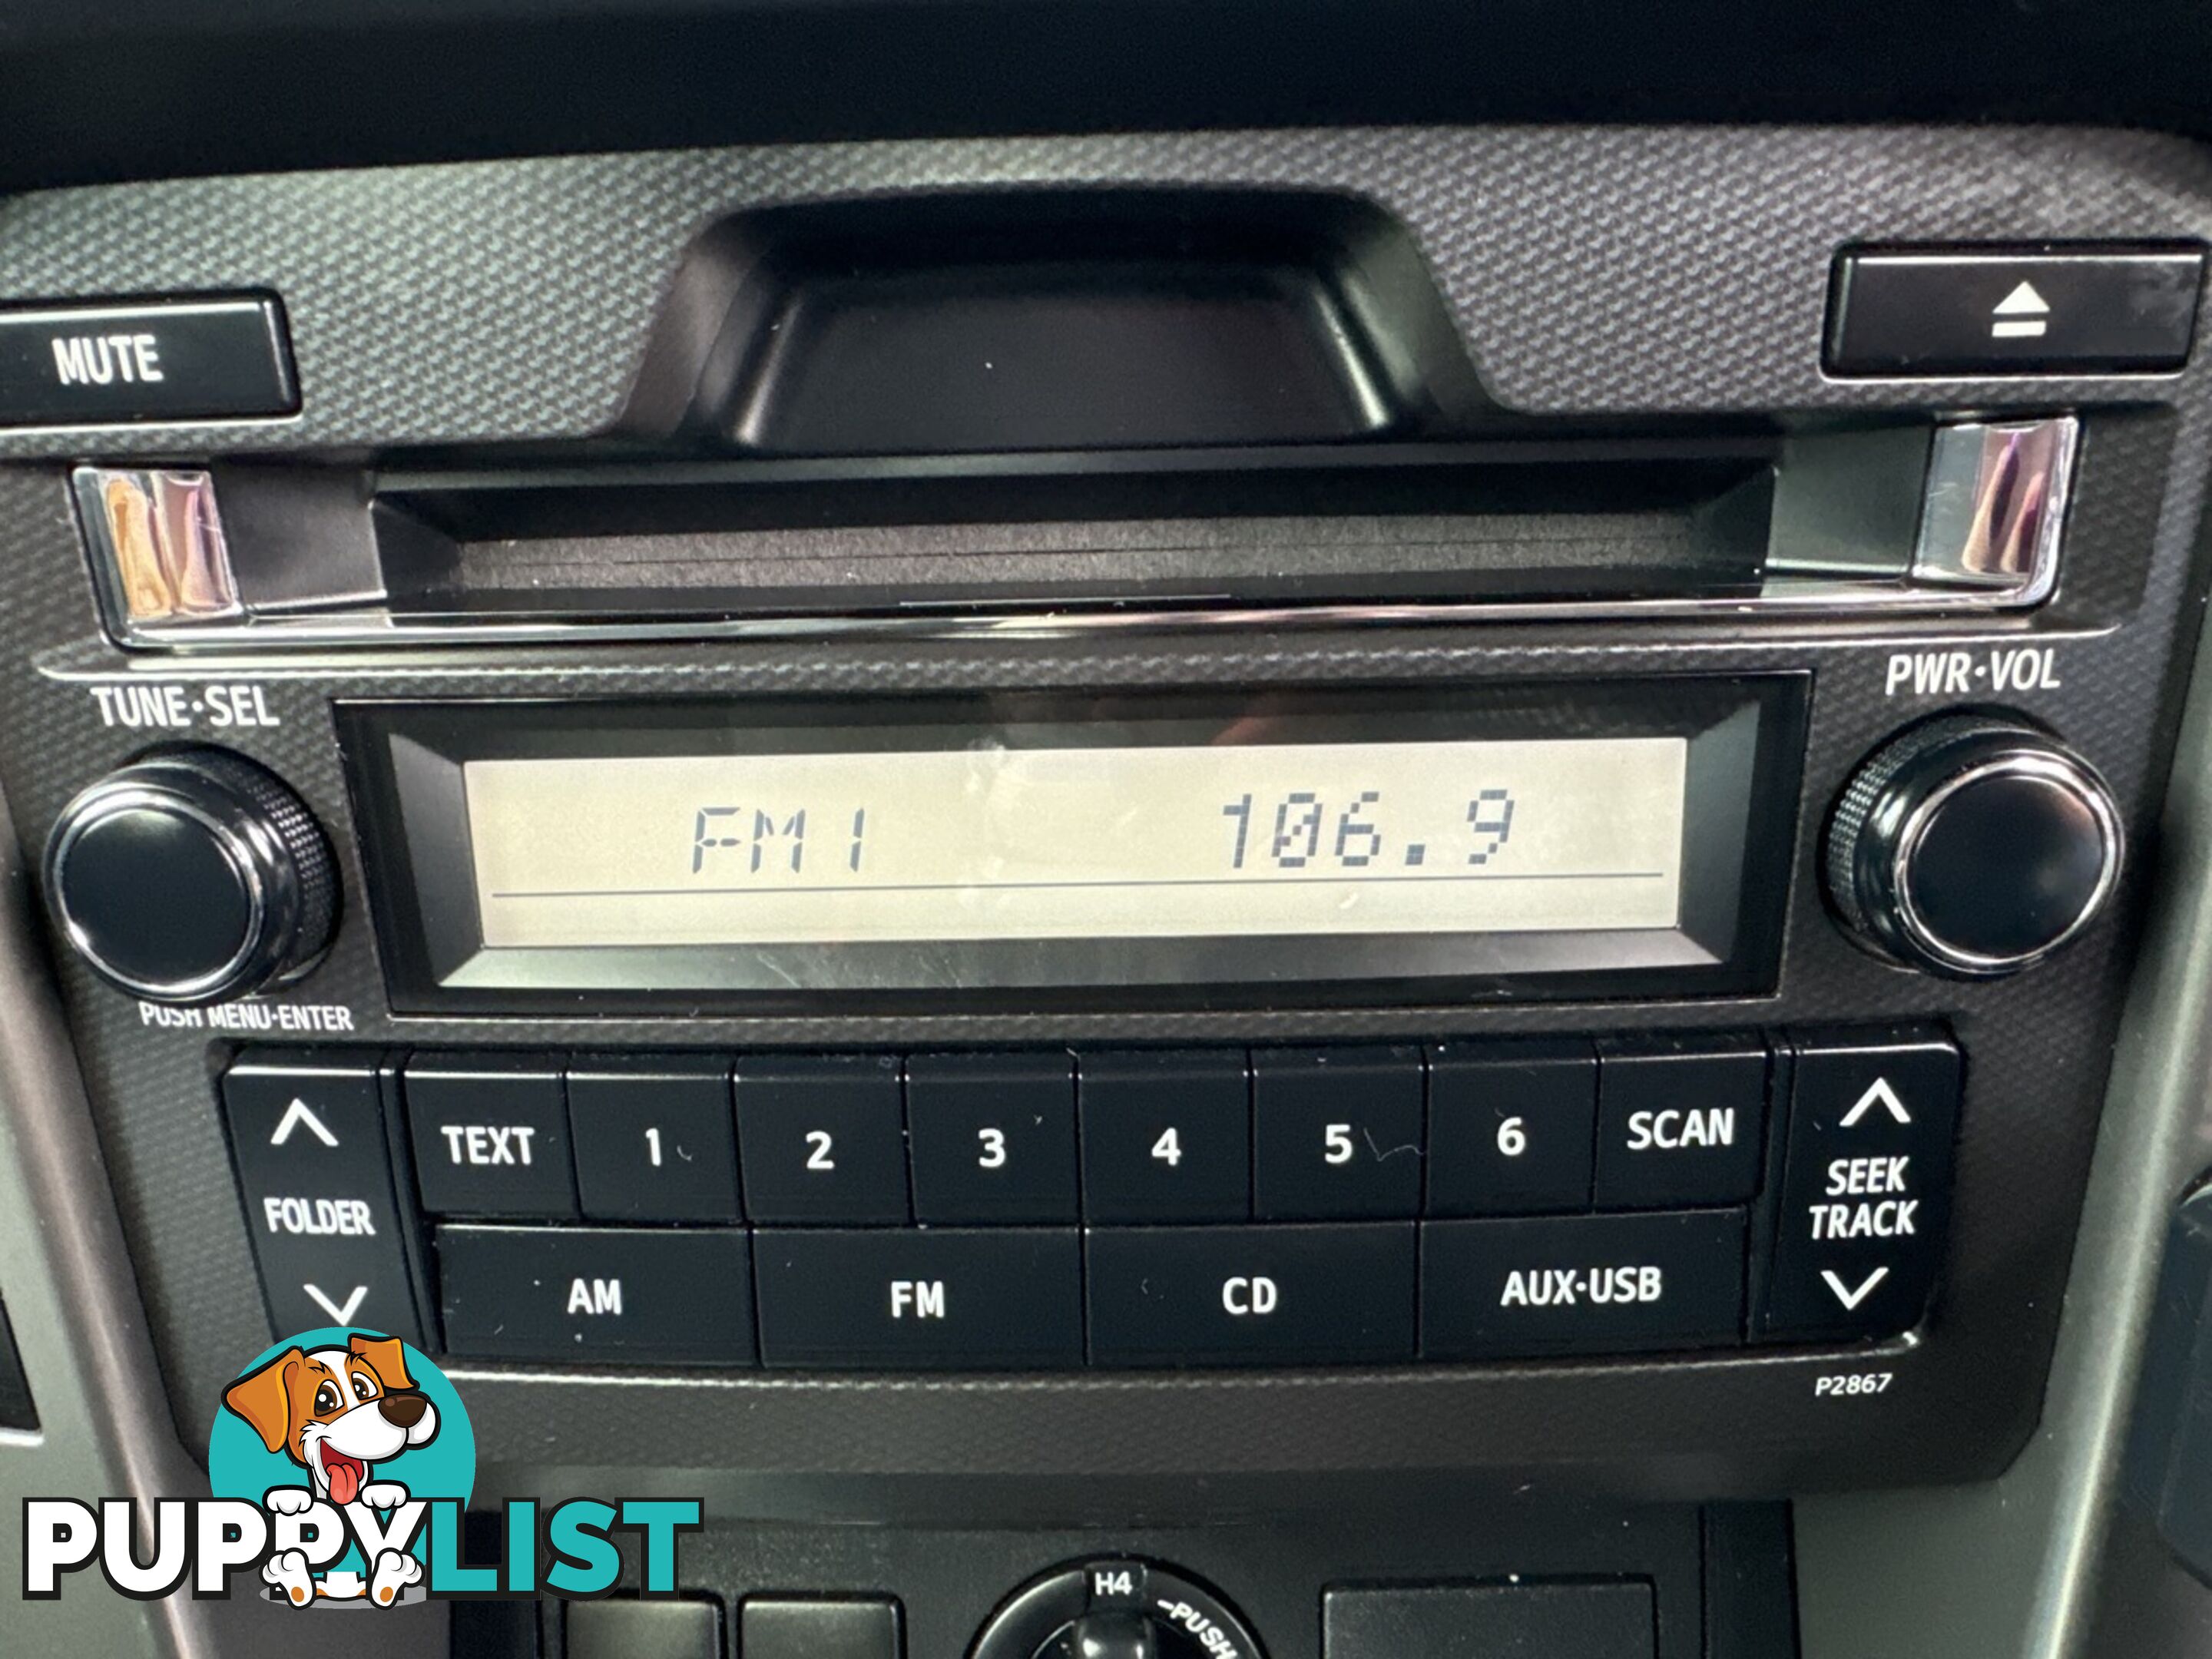 MUTE
TUNE•SEL
PWR•VOL
FM1 106.9
PUSH MENU•ENTER
TEXT 1 2 3 4 5 6 SCAN
FOLDER
SEEK
TRACK
AM FM CD AUX•USB
P2867
PUPPYLIST
H4
-PUSH